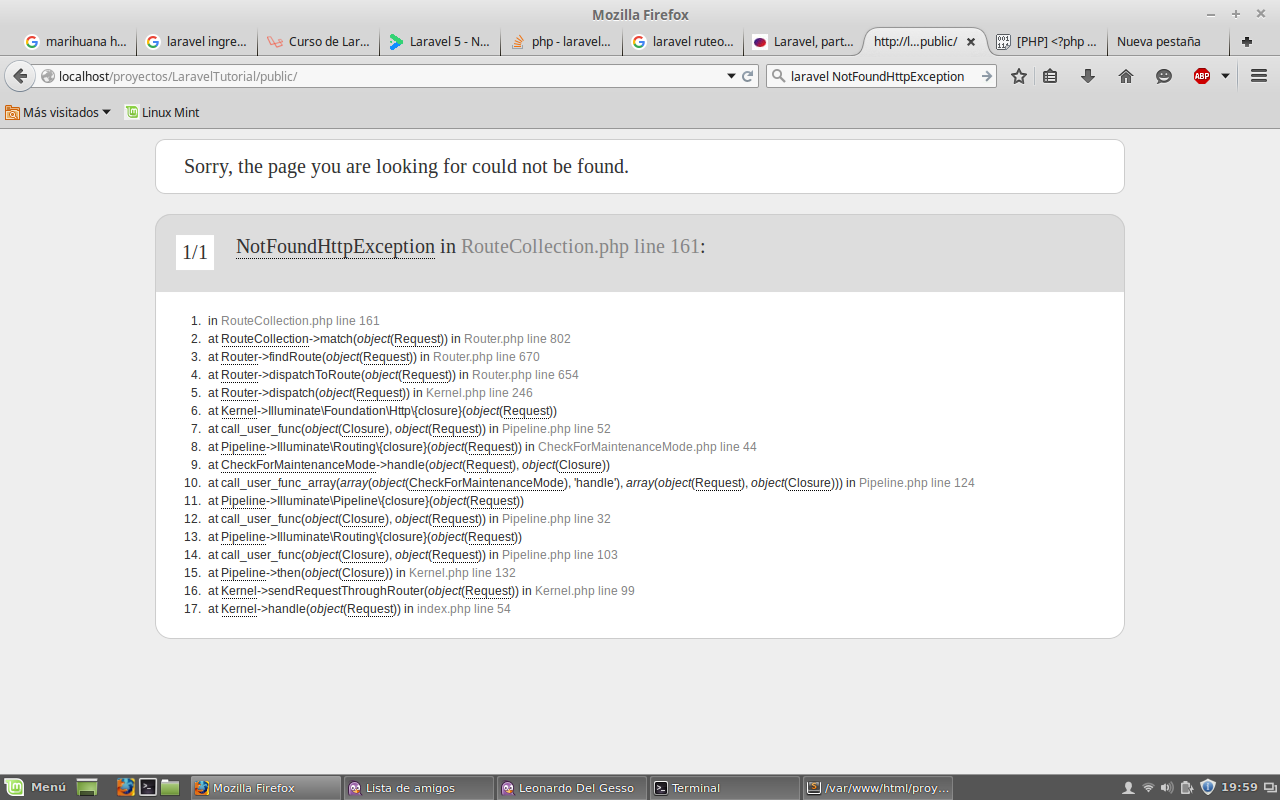 Mozilla Firefox
marihuana h...
laravel ingre...
Curso de Lar...
Laravel 5 - N...
php - laravel...
laravel ruteo...
Laravel, part...
http://l...public/
[PHP] <?php ...
Nueva pestaña
localhost/proyectos/LaravelTutorial/public/
laravel NotFoundHttpException
ABP
Más visitados
Linux Mint
Sorry, the page you are looking for could not be found.
1/1 NotFoundHttpException in RouteCollection.php line 161:
1. in RouteCollection.php line 161
2. at RouteCollection->match(object(Request)) in Router.php line 802
3. at Router->findRoute(object(Request)) in Router.php line 670
4. at Router->dispatchToRoute(object(Request)) in Router.php line 654
5. at Router->dispatch(object(Request)) in Kernel.php line 246
6. at Kernel->Illuminate\Foundation\Http\{closure}(object(Request))
7. at call_user_func(object(Closure), object(Request)) in Pipeline.php line 52
8. at Pipeline->Illuminate\Routing\{closure}(object(Request)) in CheckForMaintenanceMode.php line 44
9. at CheckForMaintenanceMode->handle(object(Request), object(Closure))
10. at call_user_func_array(array(object(CheckForMaintenanceMode), 'handle'), array(object(Request), object(Closure))) in Pipeline.php line 124
11. at Pipeline->Illuminate\Pipeline\{closure}(object(Request))
12. at call_user_func(object(Closure), object(Request)) in Pipeline.php line 32
13. at Pipeline->Illuminate\Routing\{closure}(object(Request))
14. at call_user_func(object(Closure), object(Request)) in Pipeline.php line 103
15. at Pipeline->then(object(Closure)) in Kernel.php line 132
16. at Kernel->sendRequestThroughRouter(object(Request)) in Kernel.php line 99
17. at Kernel->handle(object(Request)) in index.php line 54
Menú
Mozilla Firefox
Lista de amigos
Leonardo Del Gesso
Terminal
/var/www/html/proy...
19:59